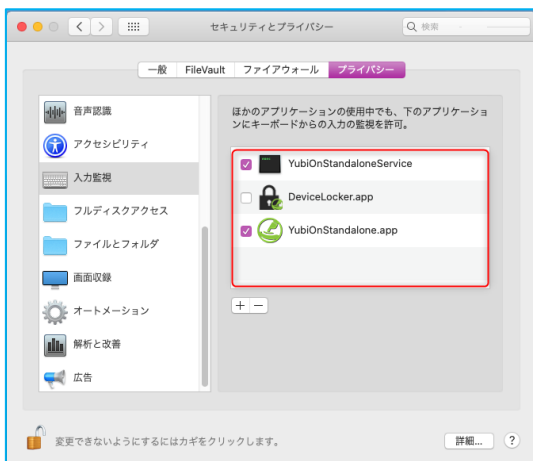 セキュリティとプライバシー
検索
一般
FileVault
ファイアウォール
プライバシー
音声認識
アクセシビリティ
入力監視
フルディスクアクセス
ファイルとフォルダ
画面収録
オートメーション
解析と改善
広告
ほかのアプリケーションの使用中でも、下のアプリケーショ
ンにキーボードからの入力の監視を許可。
YubiOnStandaloneService
DeviceLocker.app
YubiOnStandalone.app
変更できないようにするにはカギをクリックします。
詳細...
?